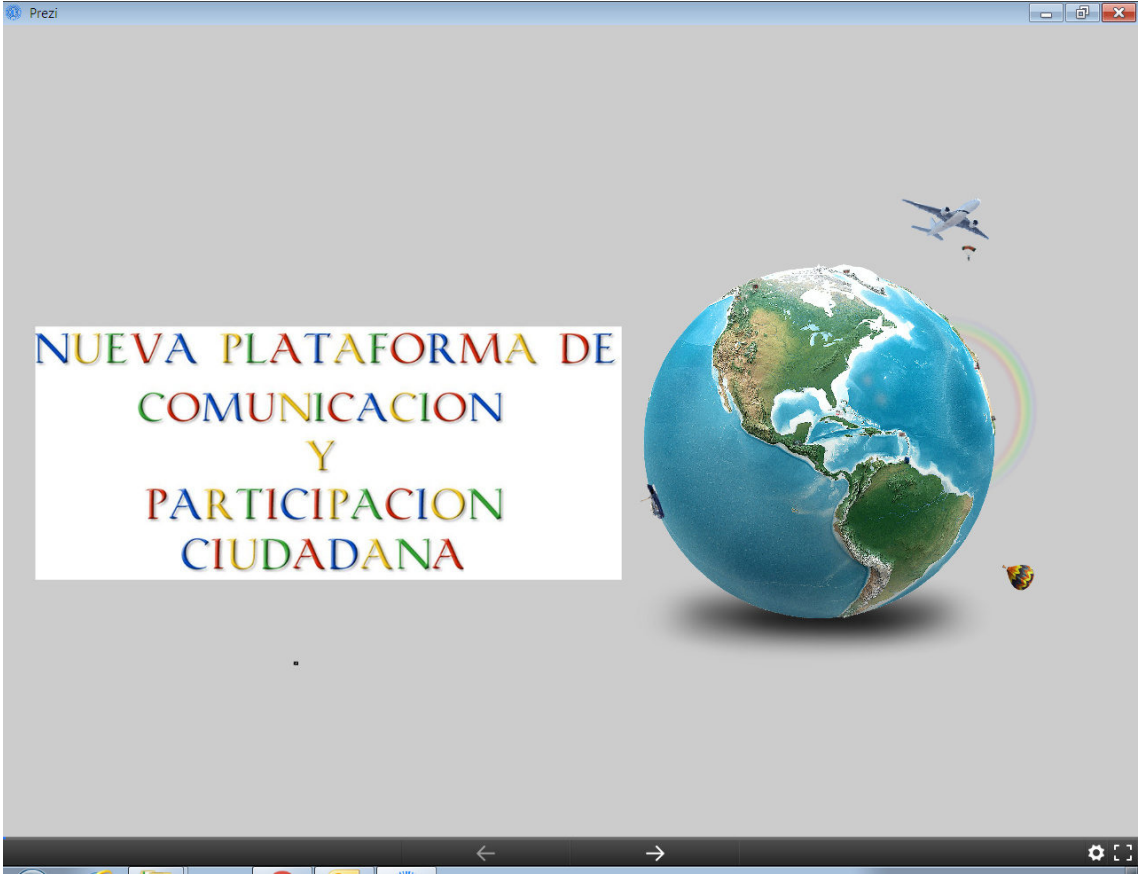 Prezi
NUEVA PLATAFORMA DE
COMUNICACION
Y
PARTICIPACION
CIUDADANA